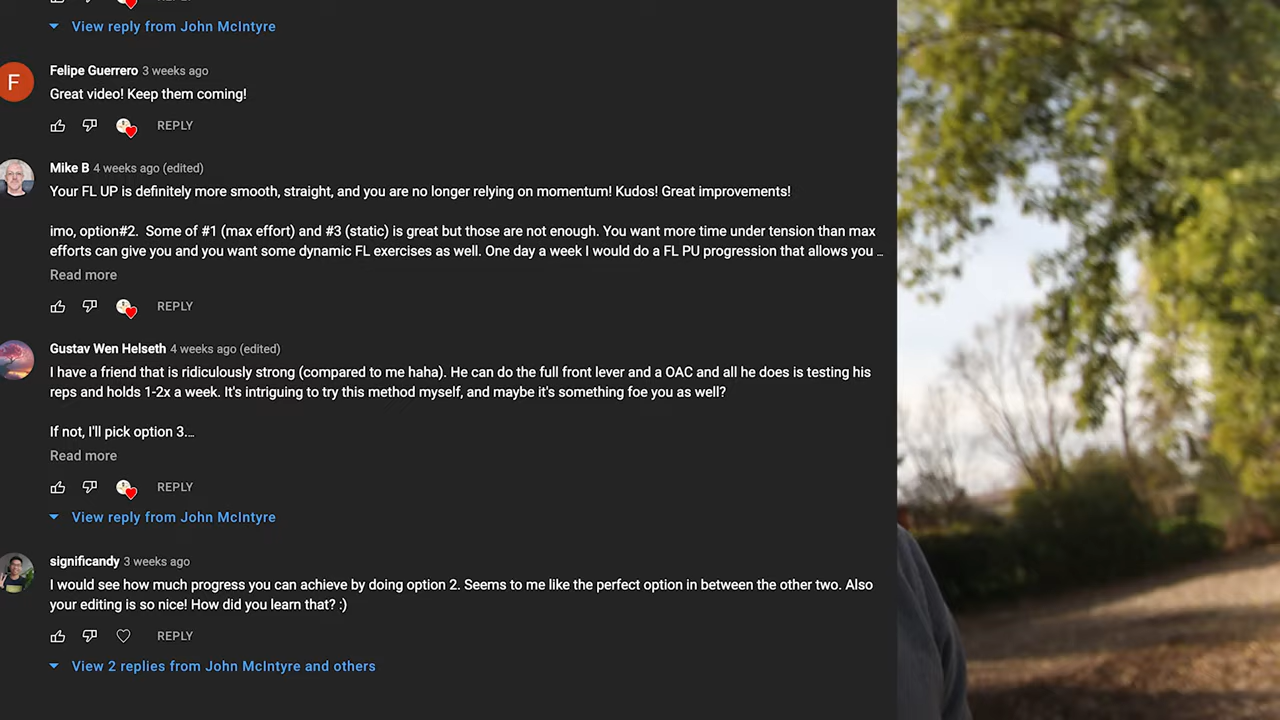 View reply from John McIntyre
F
Felipe Guerrero 3 weeks ago
Great video! Keep them coming!
REPLY
Mike B 4 weeks ago (edited)
Your FL UP is definitely more smooth, straight, and you are no longer relying on momentum! Kudos! Great improvements!
imo, option#2.  Some of #1 (max effort) and #3 (static) is great but those are not enough. You want more time under tension than max
efforts can give you and you want some dynamic FL exercises as well. One day a week I would do a FL PU progression that allows you …
Read more
REPLY
Gustav Wen Helseth 4 weeks ago (edited)
I have a friend that is ridiculously strong (compared to me haha). He can do the full front lever and a OAC and all he does is testing his
reps and holds 1-2x a week. It's intriguing to try this method myself, and maybe it's something foe you as well?
If not, I'll pick option 3…
Read more
REPLY
View reply from John McIntyre
significandy 3 weeks ago
I would see how much progress you can achieve by doing option 2. Seems to me like the perfect option in between the other two. Also
your editing is so nice! How did you learn that? :)
REPLY
View 2 replies from John McIntyre and others